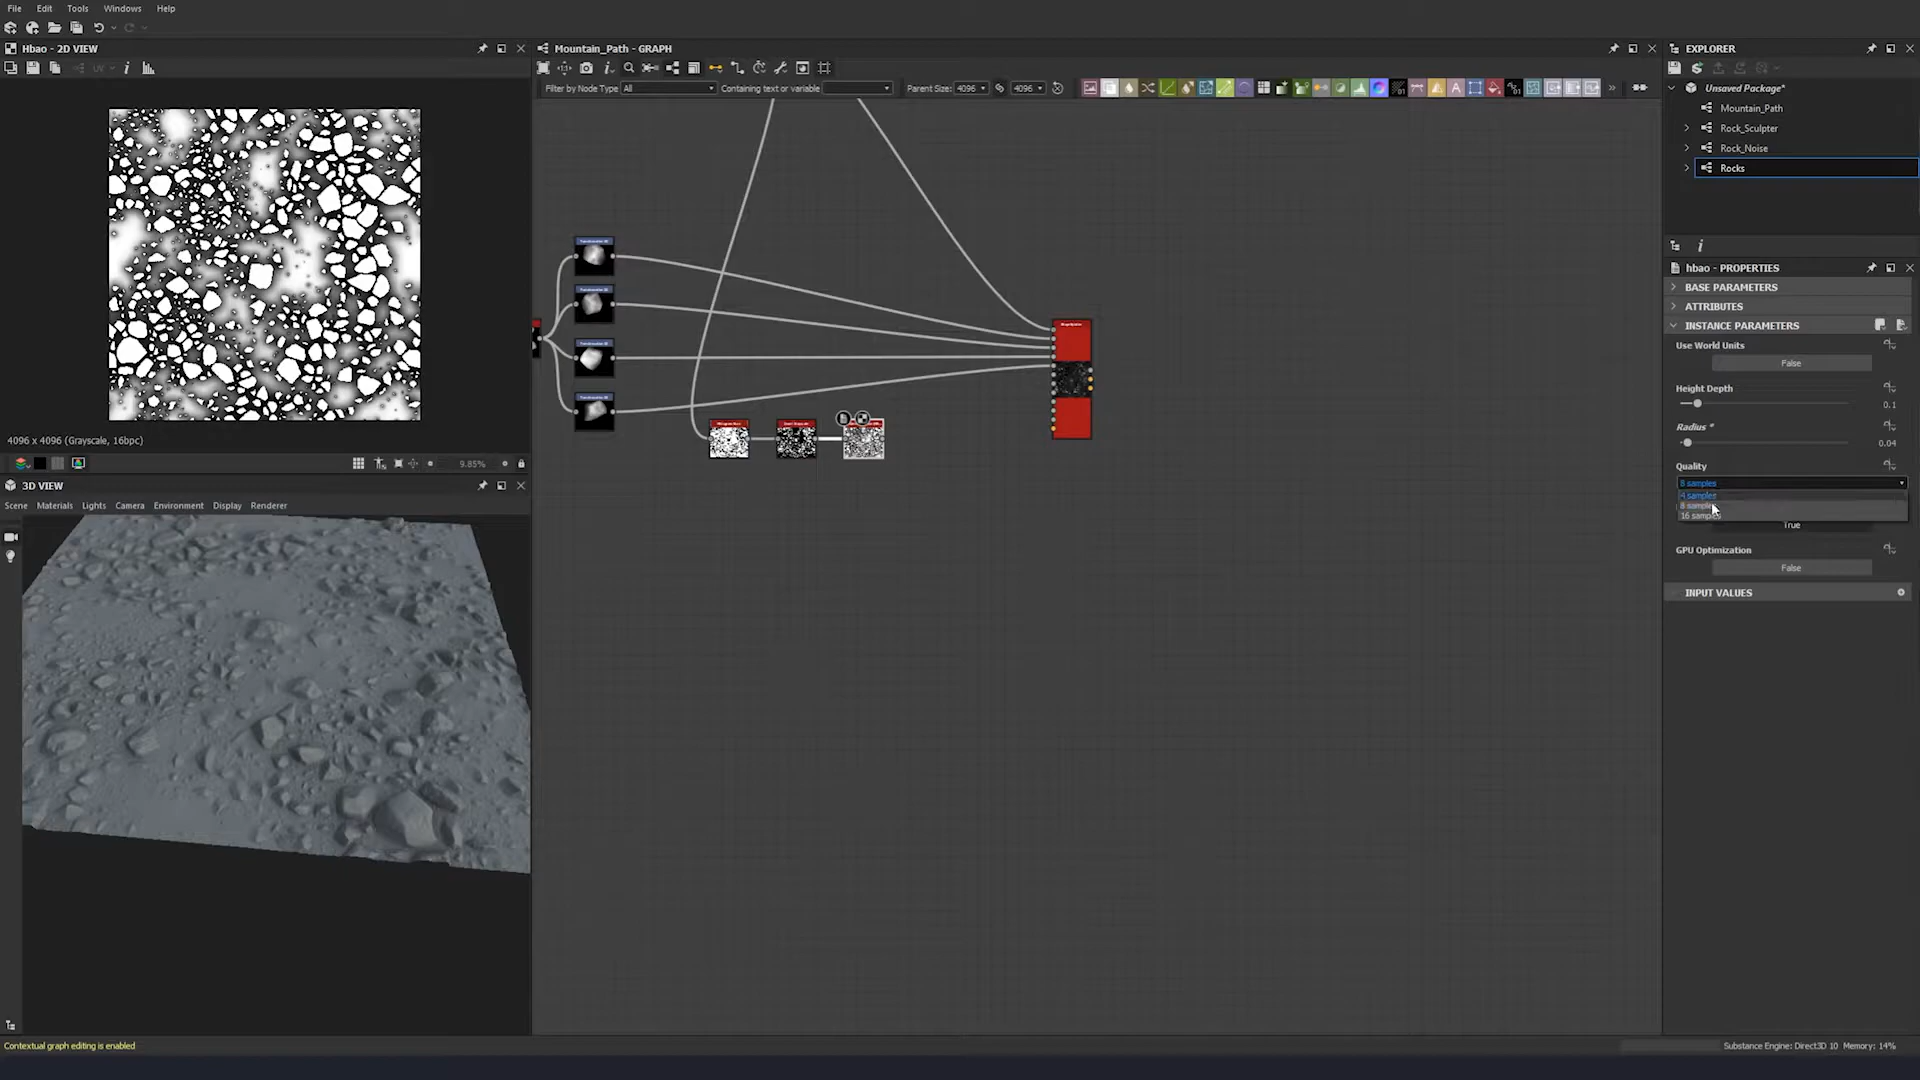 File Edit Tools Windows Help
Hbao - 2D VIEW
Mountain_Path - GRAPH
EXPLORER
UV
Filter by Node Type All
Containing text or variable
Parent Size: 4096
4096
Unsaved Package*
Mountain_Path
Rock_Sculpter
Rock_Noise
Rocks
hbao - PROPERTIES
BASE PARAMETERS
ATTRIBUTES
INSTANCE PARAMETERS
Use World Units
False
Height Depth
0.1
Radius *
0.04
Quality
8 samples
4 samples
8 samples
16 samples
True
GPU Optimization
False
INPUT VALUES
4096 x 4096 (Grayscale, 16bpc)
9.85%
3D VIEW
Scene Materials Lights Camera Environment Display Renderer
Contextual graph editing is enabled
Substance Engine: Direct3D 10 Memory: 14%